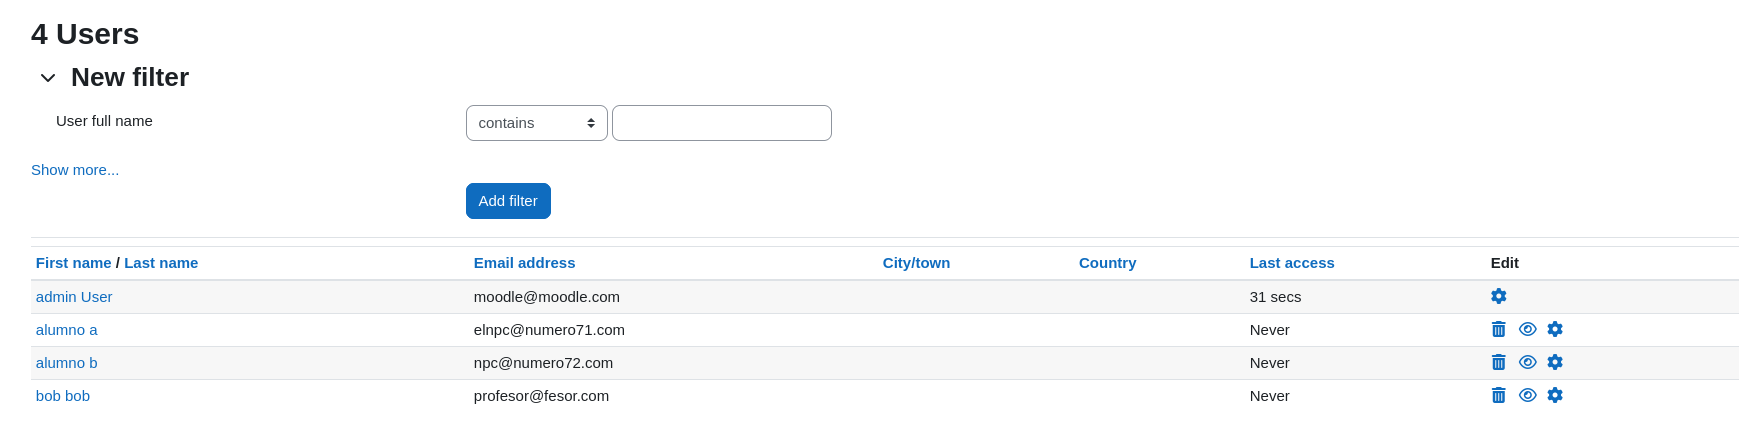 4 Users
New filter
User full name contains
Show more...
Add filter
First name / Last name Email address City/town Country Last access Edit
admin User moodle@moodle.com 31 secs
alumno a elnpc@numero71.com Never
alumno b npc@numero72.com Never
bob bob profesor@fesor.com Never